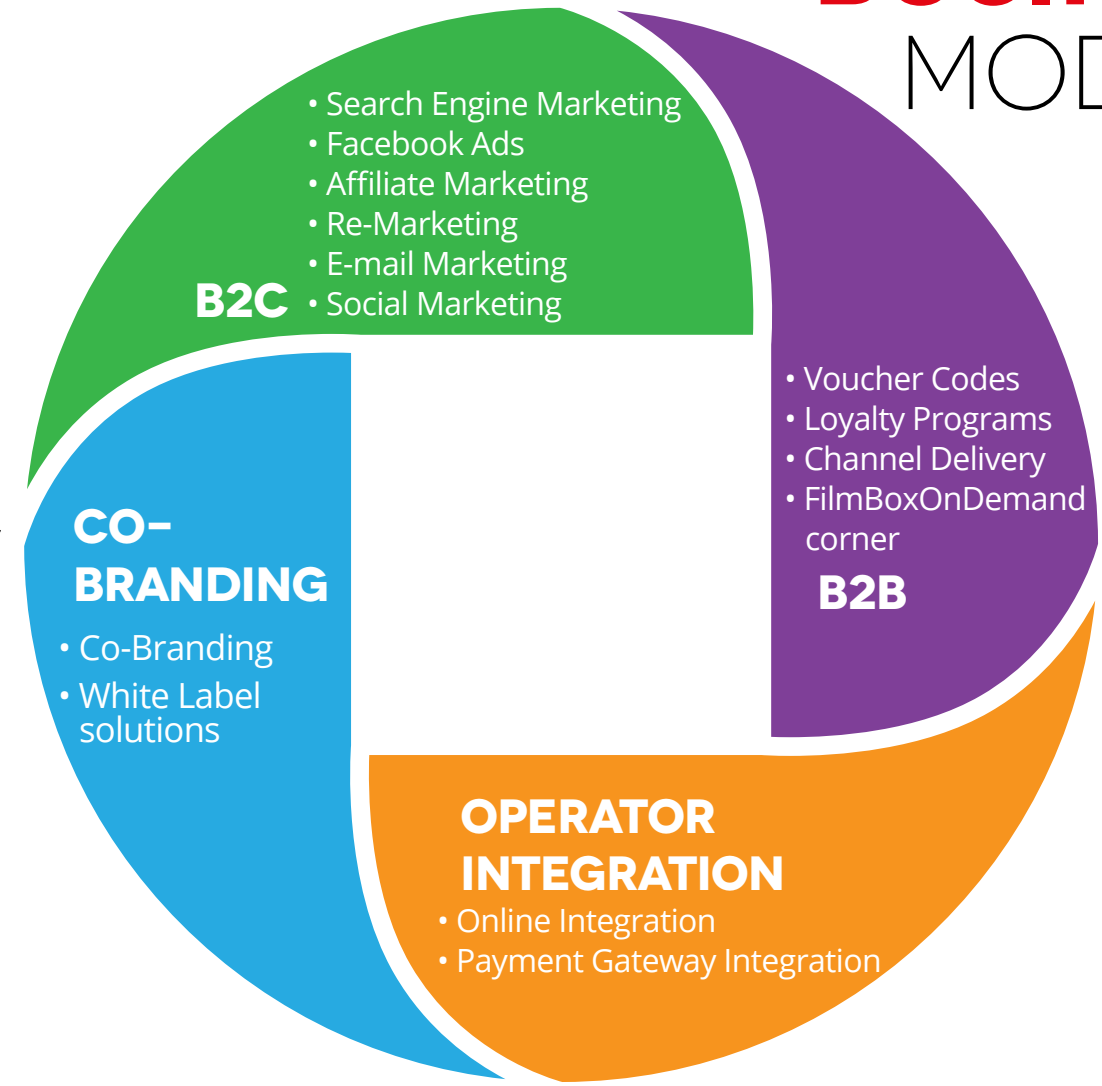 • Search Engine Marketing
• Facebook Ads
• Affiliate Marketing
• Re-Marketing
• E-mail Marketing
B2C • Social Marketing
• Voucher Codes
• Loyalty Programs
• Channel Delivery
• FilmBoxOnDemand
corner
B2B
CO-
BRANDING
• Co-Branding
• White Label
solutions
OPERATOR
INTEGRATION
• Online Integration
• Payment Gateway Integration